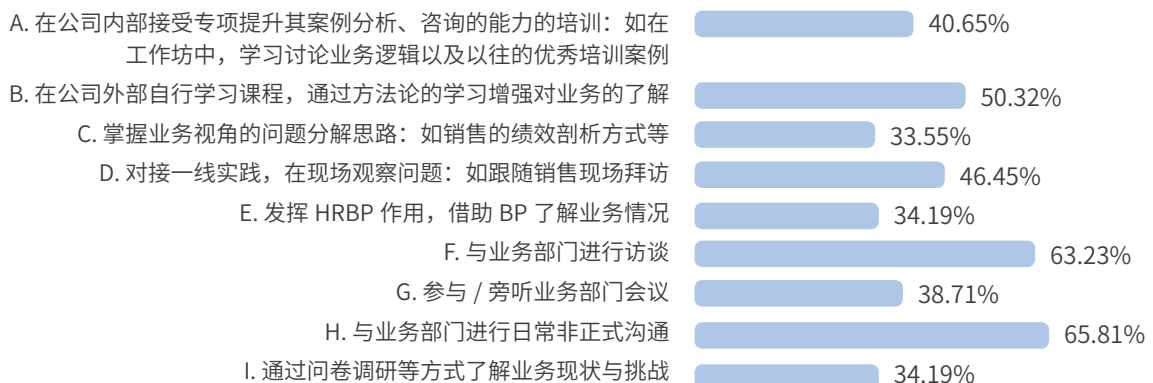 A. 在公司内部接受专项提升其案例分析、咨询的能力的培训：如在 40.65%
工作坊中，学习讨论业务逻辑以及以往的优秀培训案例
B. 在公司外部自行学习课程，通过方法论的学习增强对业务的了解 50.32%
C. 掌握业务视角的问题分解思路：如销售的绩效剖析方式等 33.55%
D. 对接一线实践，在现场观察问题：如跟随销售现场拜访 46.45%
E. 发挥 HRBP 作用，借助 BP 了解业务情况 34.19%
F. 与业务部门进行访谈 63.23%
G. 参与 / 旁听业务部门会议 38.71%
H. 与业务部门进行日常非正式沟通 65.81%
I. 通过问卷调研等方式了解业务现状与挑战 34.19%